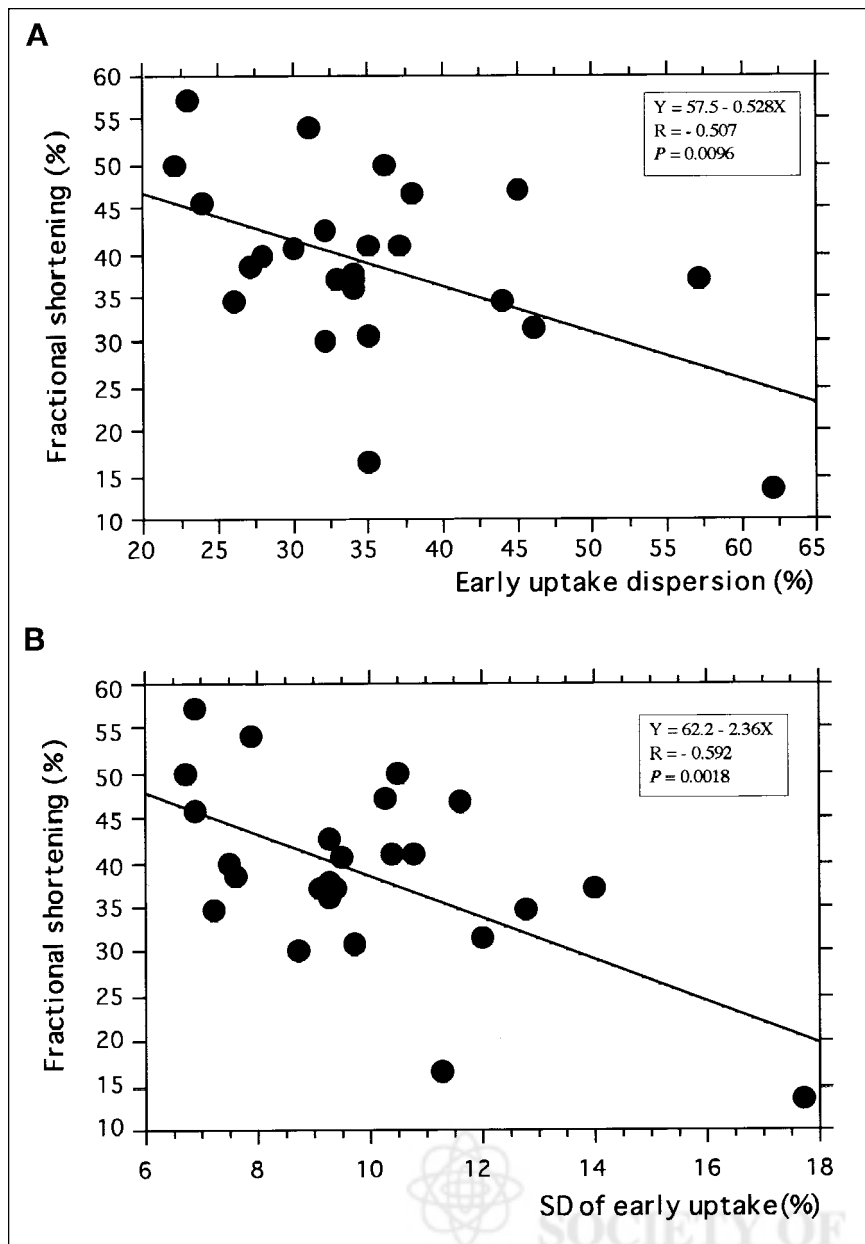 A
60
55
50
45
40
35
30
25
20
15
10
Fractional shortening (%)
Y = 57.5 - 0.528X
R = - 0.507
P = 0.0096
20 25 30 35 40 45 50 55 60 65
Early uptake dispersion (%)
B
60
55
50
45
40
35
30
25
20
15
10
Fractional shortening (%)
Y = 62.2 - 2.36X
R = - 0.592
P = 0.0018
6 8 10 12 14 16 18
SD of early uptake (%)
SOCIETY OF